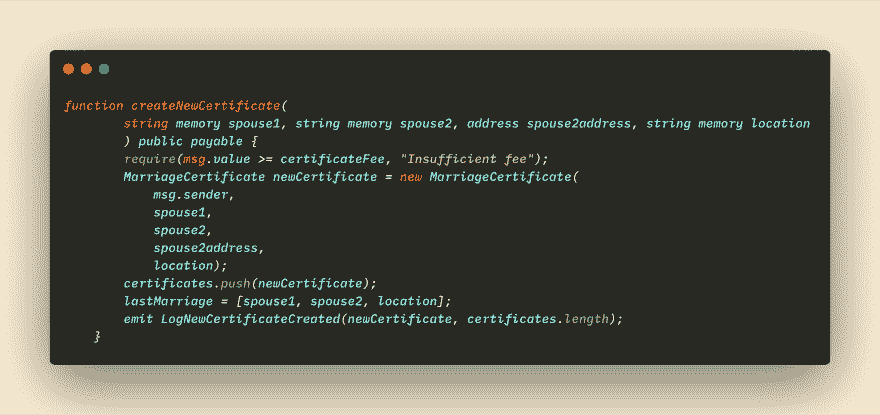 function createNewCertificate(
string memory spouse1, string memory spouse2, address spouse2address, string memory location
) public payable {
require(msg.value >= certificateFee, "Insufficient fee");
MarriageCertificate newCertificate = new MarriageCertificate(
msg.sender,
spouse1,
spouse2,
spouse2address,
location);
certificates.push(newCertificate);
lastMarriage = [spouse1, spouse2, location];
emit LogNewCertificateCreated(newCertificate, certificates.length);
}